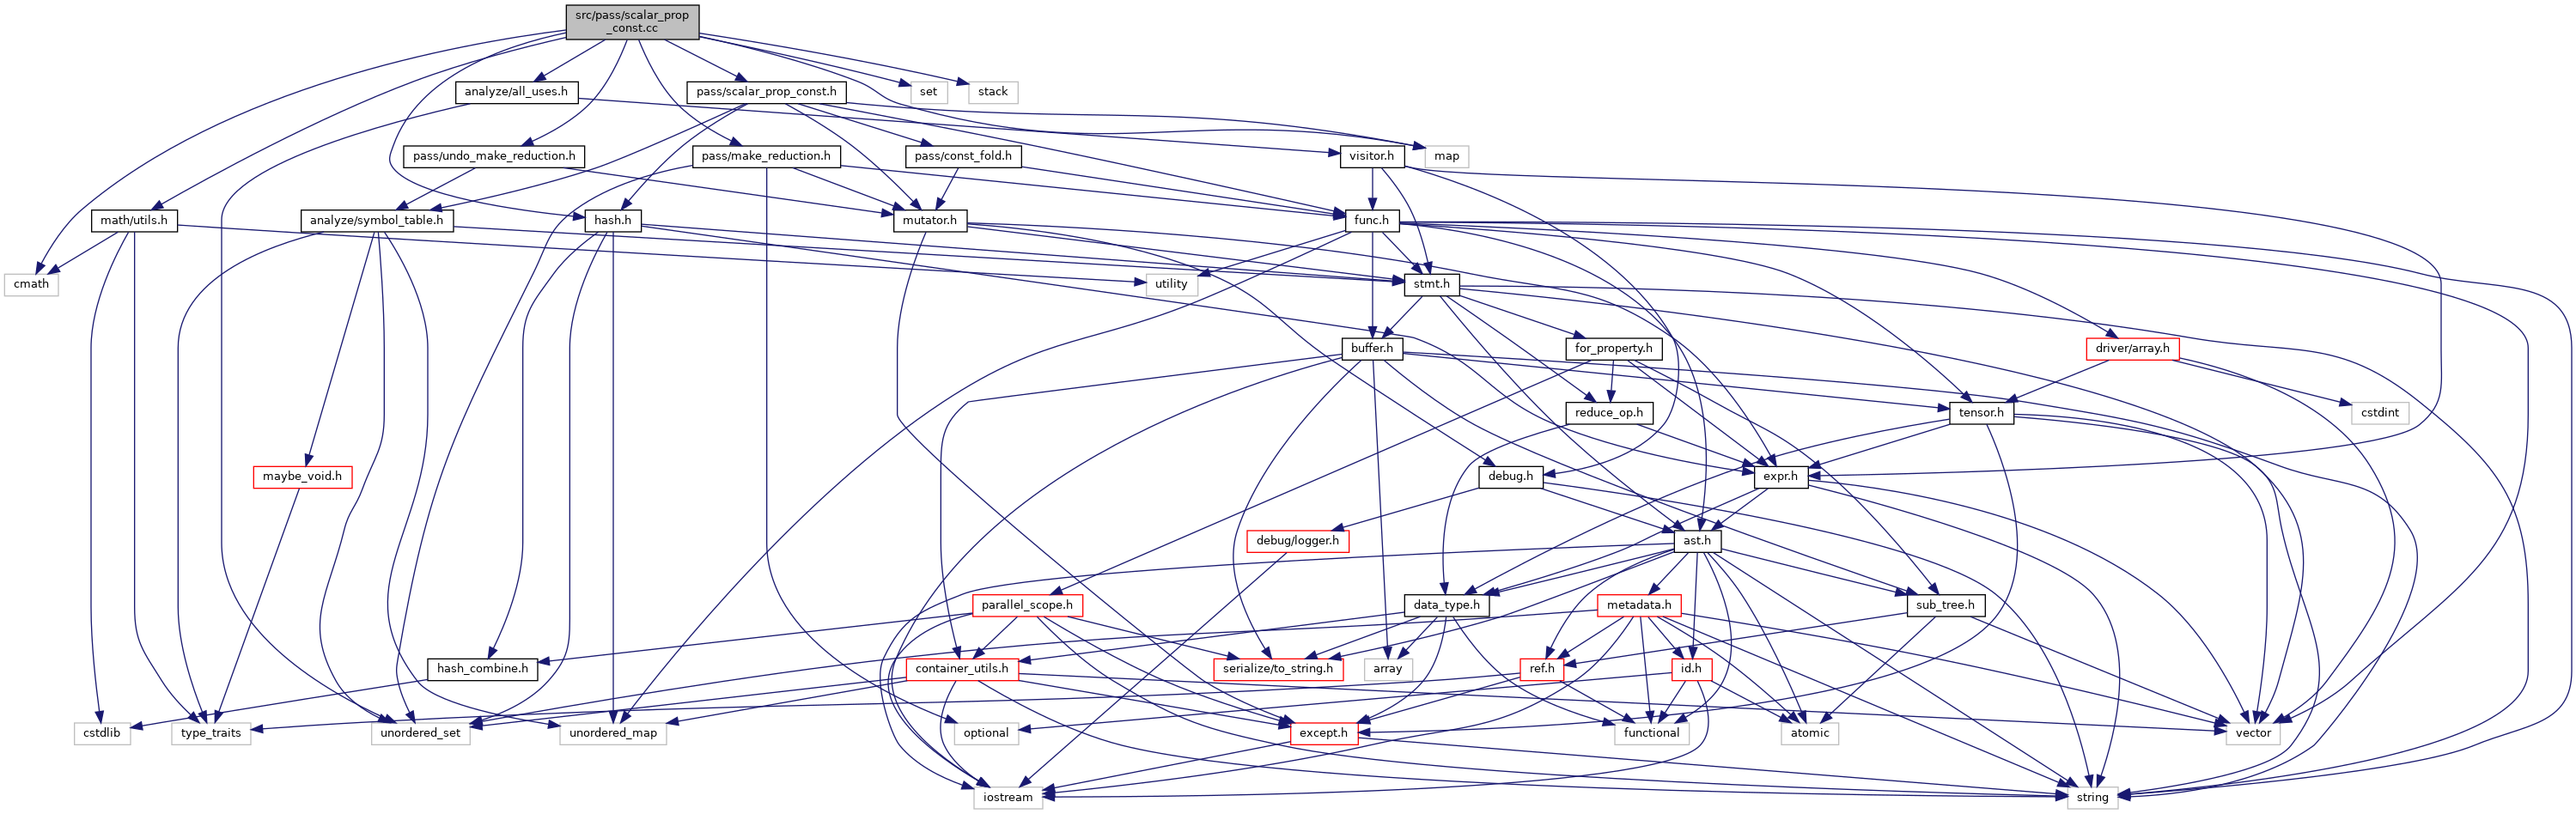 src/pass/scalar_prop
_const.cc
analyze/all_uses.h
pass/scalar_prop_const.h
set
stack
pass/undo_make_reduction.h
pass/make_reduction.h
pass/const_fold.h
visitor.h
map
math/utils.h
analyze/symbol_table.h
hash.h
mutator.h
func.h
cmath
utility
stmt.h
buffer.h
for_property.h
driver/array.h
reduce_op.h
tensor.h
cstdint
maybe_void.h
debug.h
expr.h
debug/logger.h
ast.h
parallel_scope.h
data_type.h
metadata.h
sub_tree.h
hash_combine.h
container_utils.h
serialize/to_string.h
array
ref.h
id.h
cstdlib
type_traits
unordered_set
unordered_map
optional
except.h
functional
atomic
vector
iostream
string